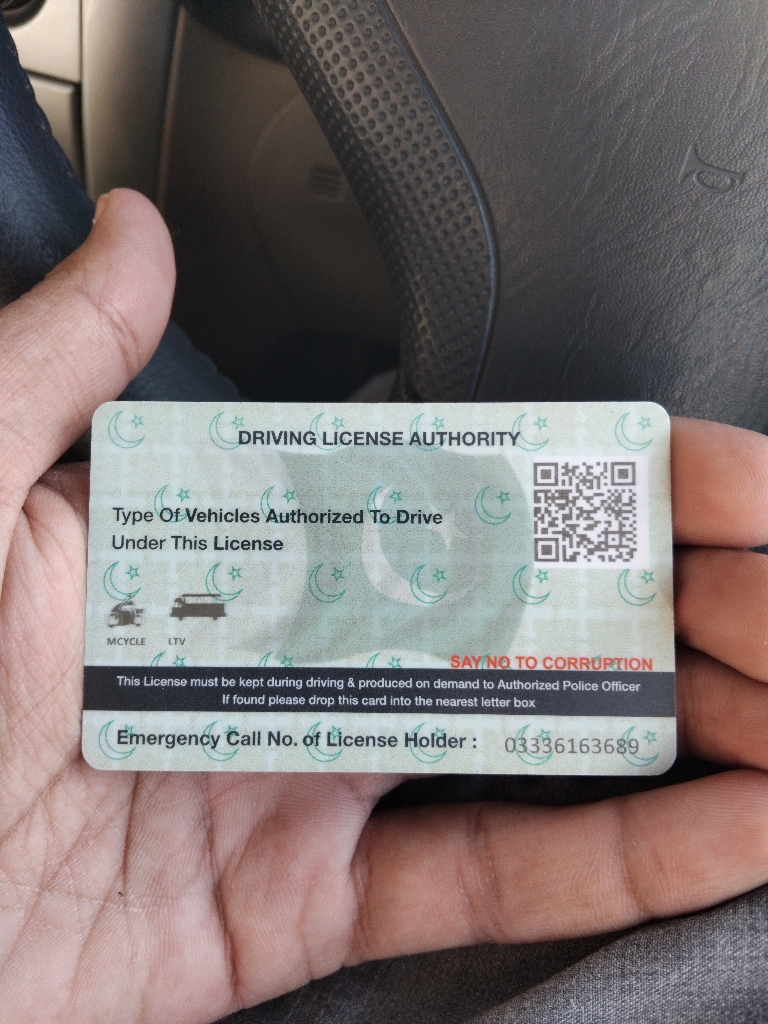 DRIVING LICENSE AUTHORITY
Type Of Vehicles Authorized To Drive
Under This License
MCYCLE LTV
SAY NO TO CORRUPTION
This License must be kept during driving & produced on demand to Authorized Police Officer
If found please drop this card into the nearest letter box
Emergency Call No. of License Holder : 03336163689